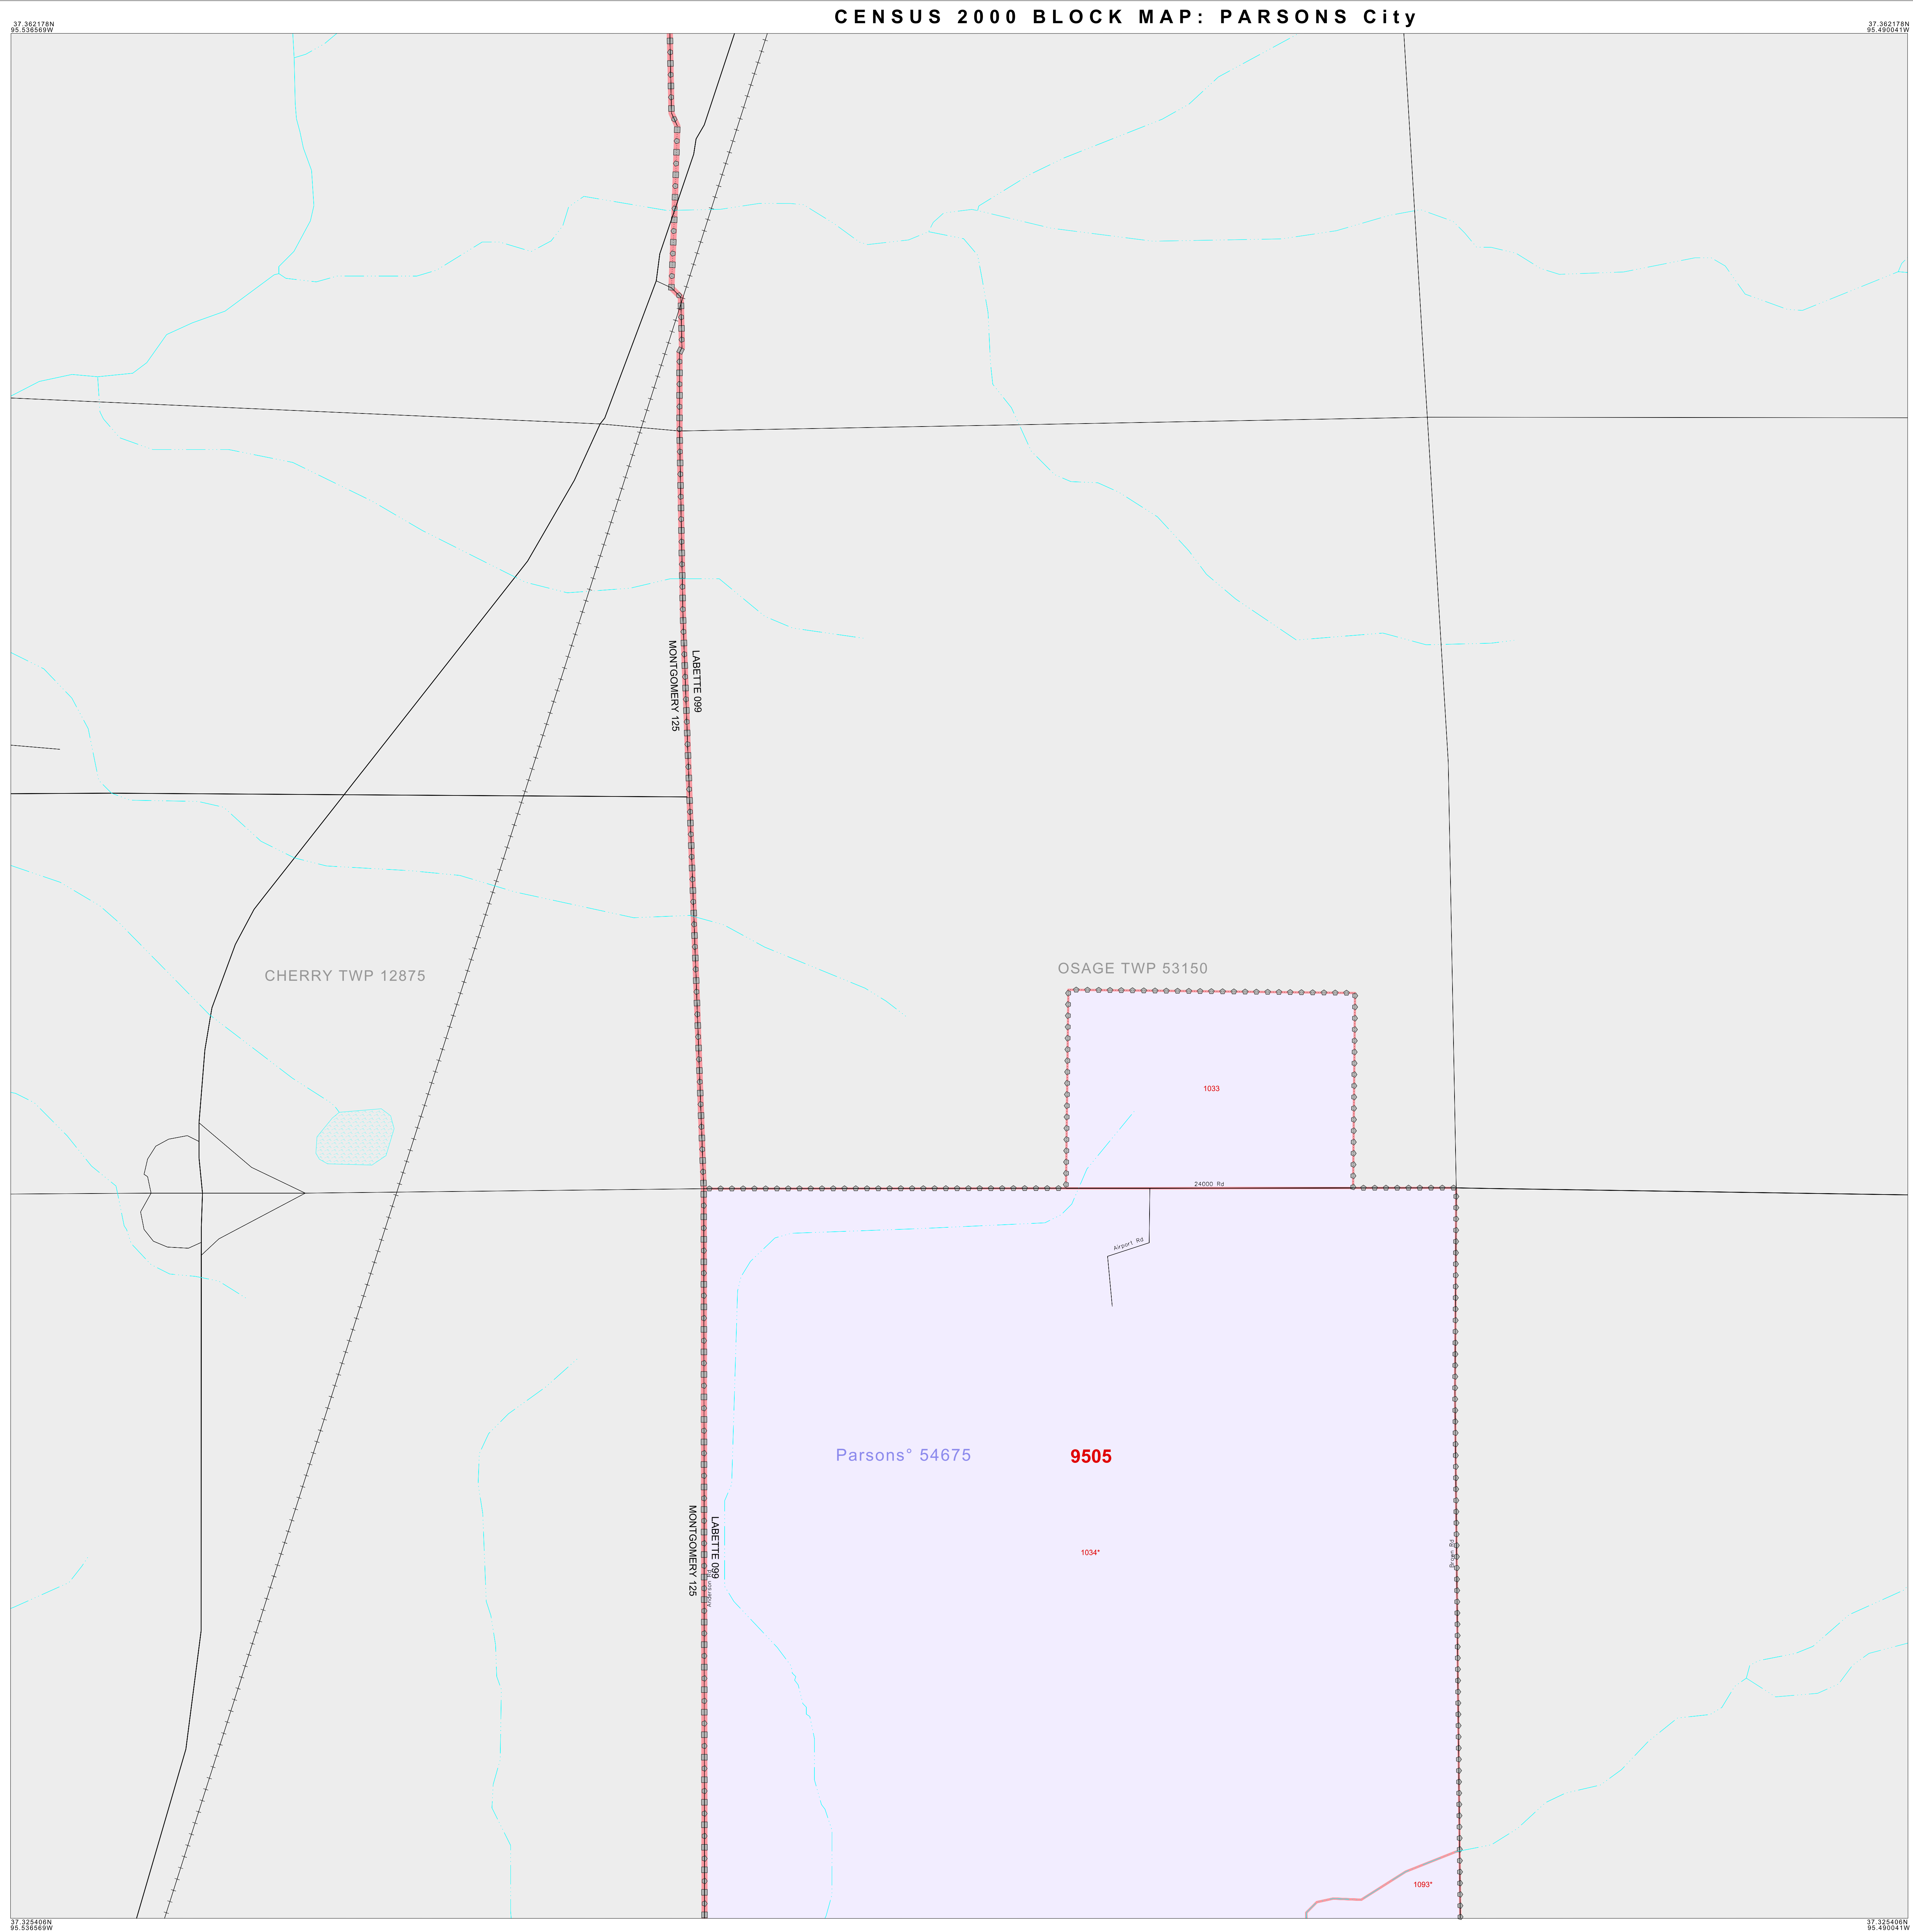 CENSUS 2000 BLOCK MAP: PARSONS City
37.362178N
95.536569W
37.362178N
95.490041W
LABETTE 099
MONTGOMERY 125
CHERRY TWP 12875
OSAGE TWP 53150
1033
24000 Rd
Airport Rd
Parsons° 54675
9505
LABETTE 099
MONTGOMERY 125
1034*
1093*
37.325406N
95.536569W
37.325406N
95.490041W